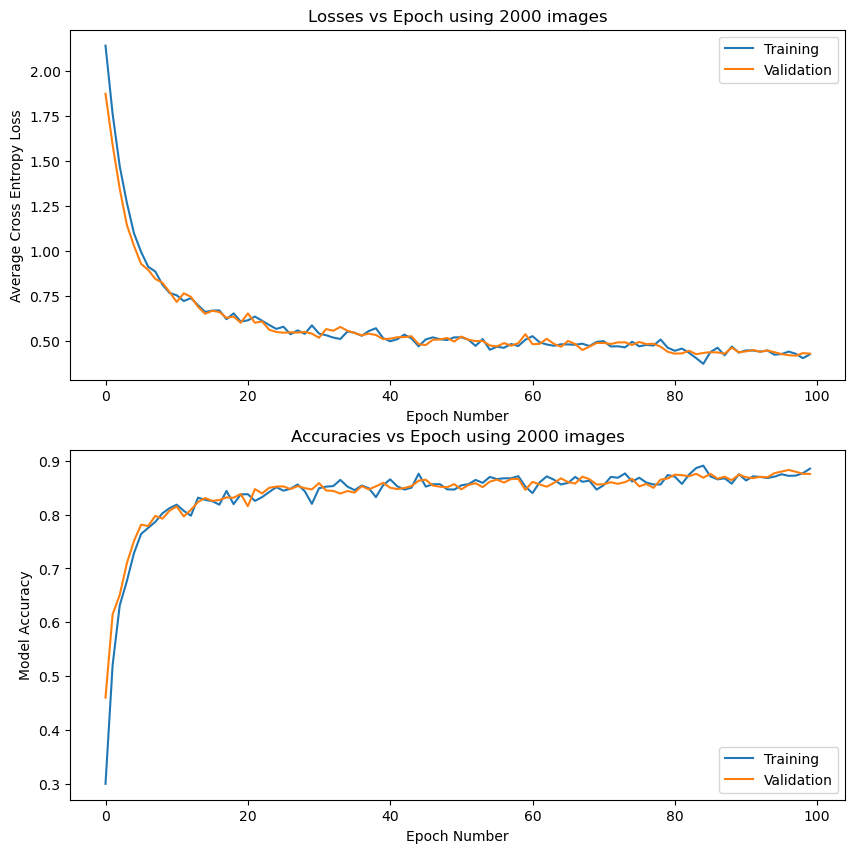 Losses vs Epoch using 2000 images
Training
Validation
Average Cross Entropy Loss
2.00
1.75
1.50
1.25
1.00
0.75
0.50
0 20 40 60 80 100
Epoch Number
Accuracies vs Epoch using 2000 images
Model Accuracy
0.9
0.8
0.7
0.6
0.5
0.4
0.3
Training
Validation
0 20 40 60 80 100
Epoch Number